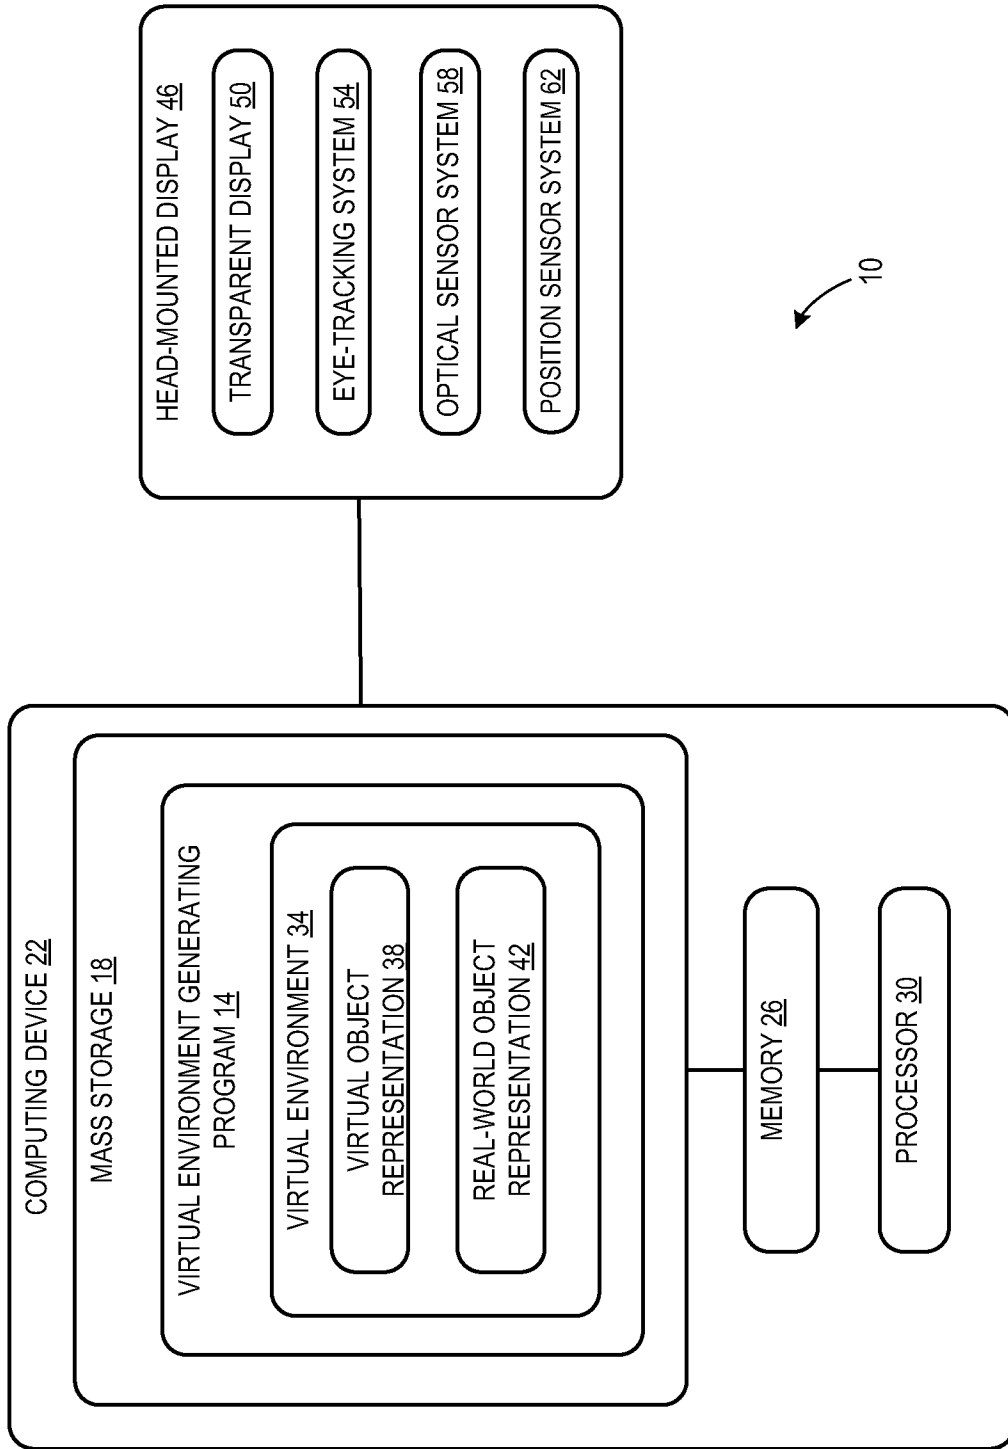 COMPUTING DEVICE 22
MASS STORAGE 18
VIRTUAL ENVIRONMENT GENERATING
PROGRAM 14
VIRTUAL ENVIRONMENT 34
VIRTUAL OBJECT
REPRESENTATION 38
REAL-WORLD OBJECT
REPRESENTATION 42
MEMORY 26
PROCESSOR 30
HEAD-MOUNTED DISPLAY 46
TRANSPARENT DISPLAY 50
EYE-TRACKING SYSTEM 54
OPTICAL SENSOR SYSTEM 58
POSITION SENSOR SYSTEM 62
10